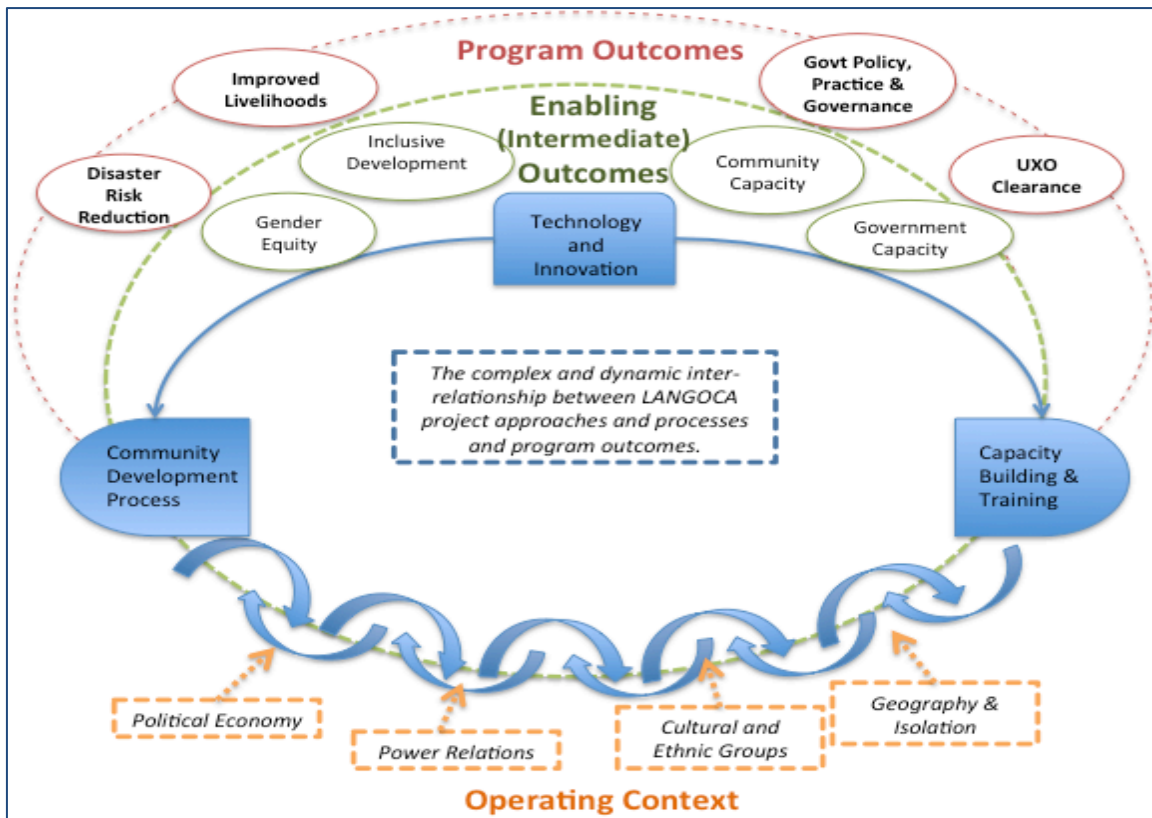 Program Outcomes
Improved
Livelihoods
Govt Policy,
Practice &
Governance
Enabling
(Intermediate)
Outcomes
Inclusive
Development
Community
Capacity
Disaster
Risk
Reduction
UXO
Clearance
Gender
Equity
Technology
and
Innovation
Government
Capacity
The complex and dynamic inter-
relationship between LANGOCA
project approaches and processes
and program outcomes.
Community
Development
Process
Capacity
Building &
Training
Political Economy
Power Relations
Cultural and
Ethnic Groups
Geography &
Isolation
Operating Context